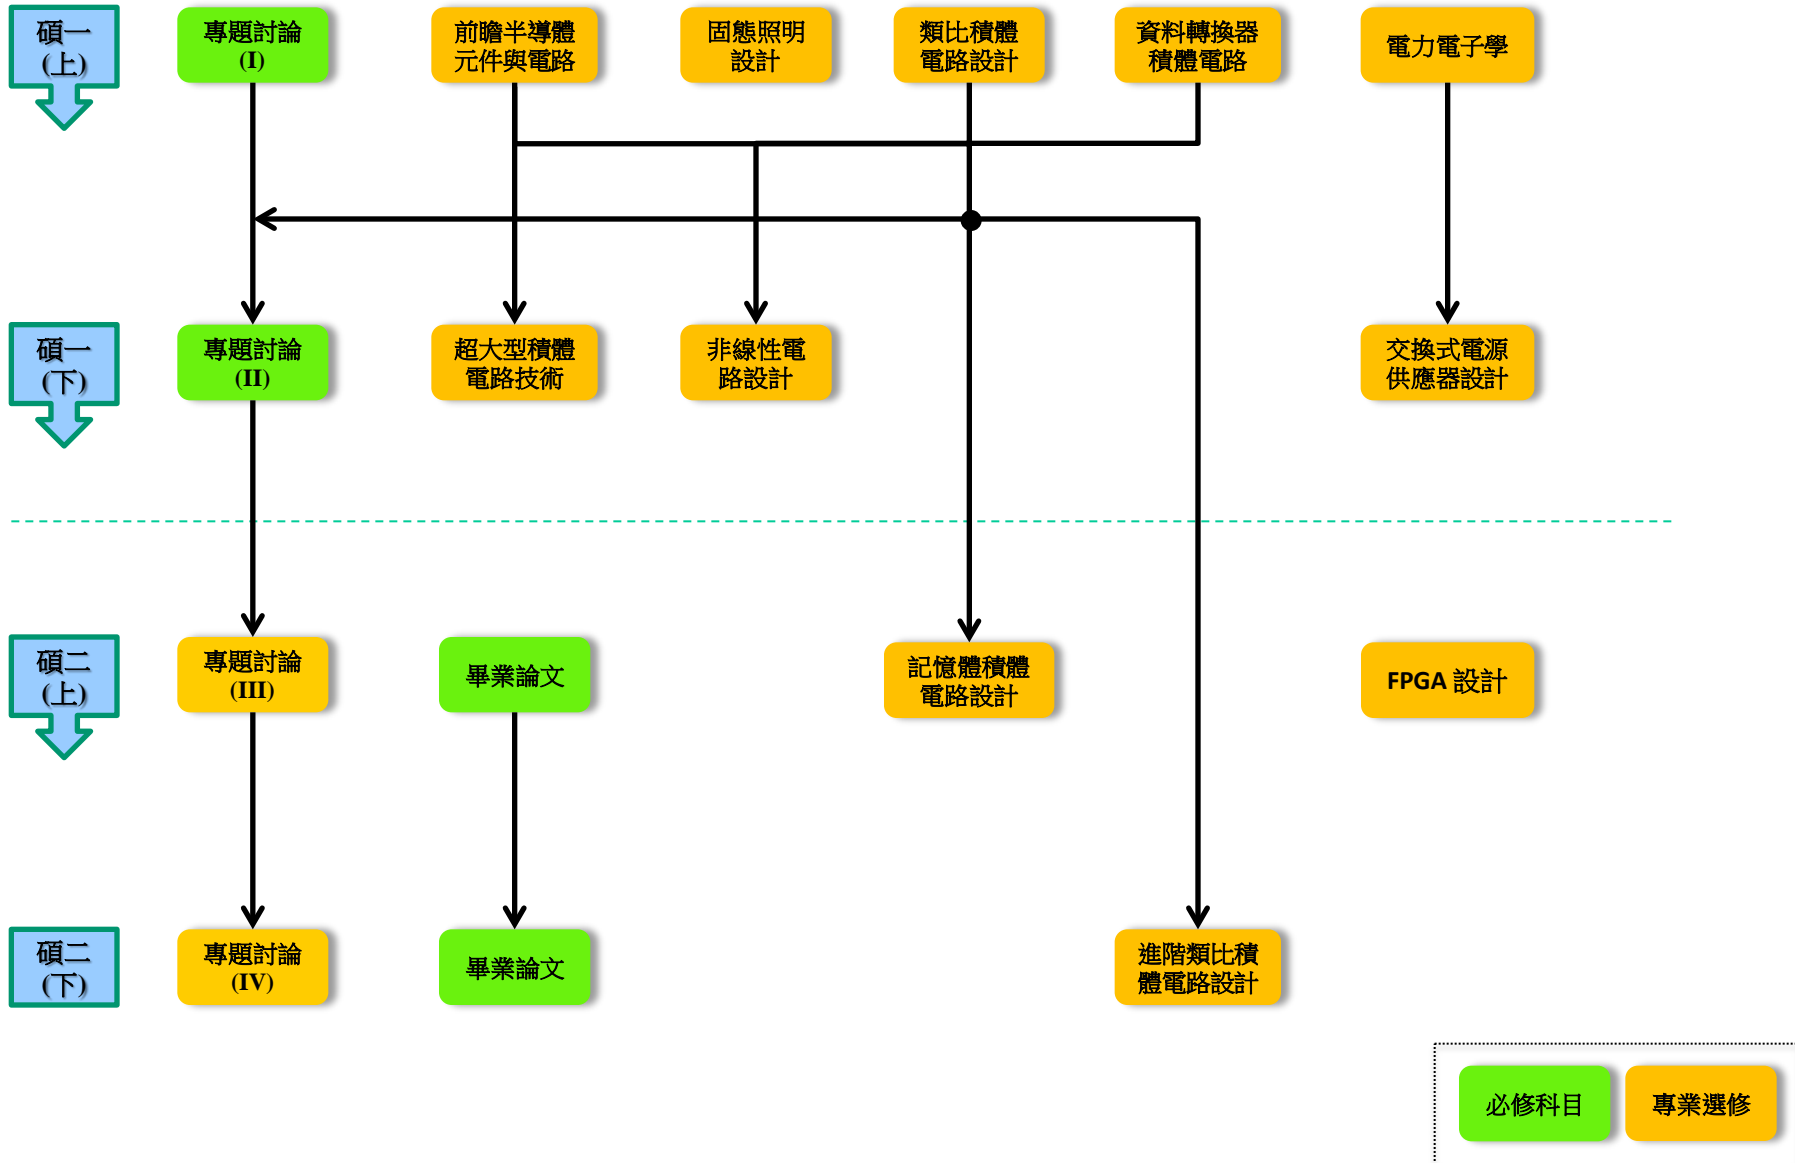 碩一
(上)
專題討論
(I)
前瞻半導體
元件與電路
固態照明
設計
類比積體
電路設計
資料轉換器
積體電路
電力電子學
碩一
(下)
專題討論
(II)
超大型積體
電路技術
非線性電
路設計
交換式電源
供應器設計
碩二
(上)
專題討論
(III)
畢業論文
記憶體積體
電路設計
FPGA 設計
碩二
(下)
專題討論
(IV)
畢業論文
進階類比積
體電路設計
必修科目
專業選修